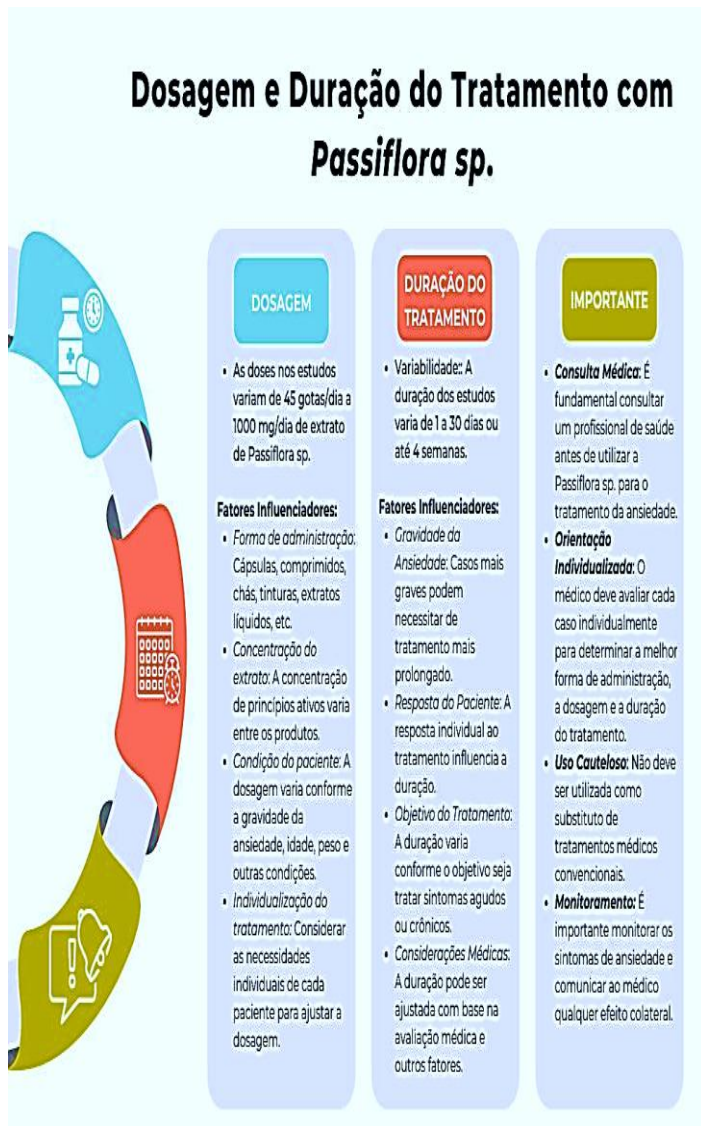 Dosagem e Duração do Tratamento com
Passiflora sp.
DOSAGEM
• As doses nos estudos
variam de 45 gotas/dia a
1000 mg/dia de extrato
de Passiflora sp.
Fatores Influenciadores:
• Forma de administração:
Cápsulas, comprimidos,
chás, tinturas, extratos
líquidos, etc.
• Concentração do
extrato: A concentração
de princípios ativos varia
entre os produtos.
• Condição do paciente: A
dosagem varia conforme
a gravidade da
ansiedade, idade, peso e
outras condições.
• Individualização do
tratamento: Considerar
as necessidades
individuais de cada
paciente para ajustar a
dosagem.
DURAÇÃO DO
TRATAMENTO
• Variabilidade:: A
duração dos estudos
varia de 1 a 30 dias ou
até 4 semanas.
Fatores Influenciadores:
• Gravidade da
Ansiedade: Casos mais
graves podem
necessitar de
tratamento mais
prolongado.
• Resposta do Paciente: A
resposta individual ao
tratamento influencia a
duração.
• Objetivo do Tratamento:
A duração varia
conforme o objetivo seja
tratar sintomas agudos
ou crônicos.
• Considerações Médicas:
A duração pode ser
ajustada com base na
avaliação médica e
outros fatores.
IMPORTANTE
• Consulta Médica: É
fundamental consultar
um profissional de saúde
antes de utilizar a
Passiflora sp. para o
tratamento da ansiedade.
• Orientação
Individualizada: O
médico deve avaliar cada
caso individualmente
para determinar a melhor
forma de administração,
a dosagem e a duração
do tratamento.
• Uso Cauteloso: Não deve
ser utilizada como
substituto de
tratamentos médicos
convencionais.
• Monitoramento: É
importante monitorar os
sintomas de ansiedade e
comunicar ao médico
qualquer efeito colateral.